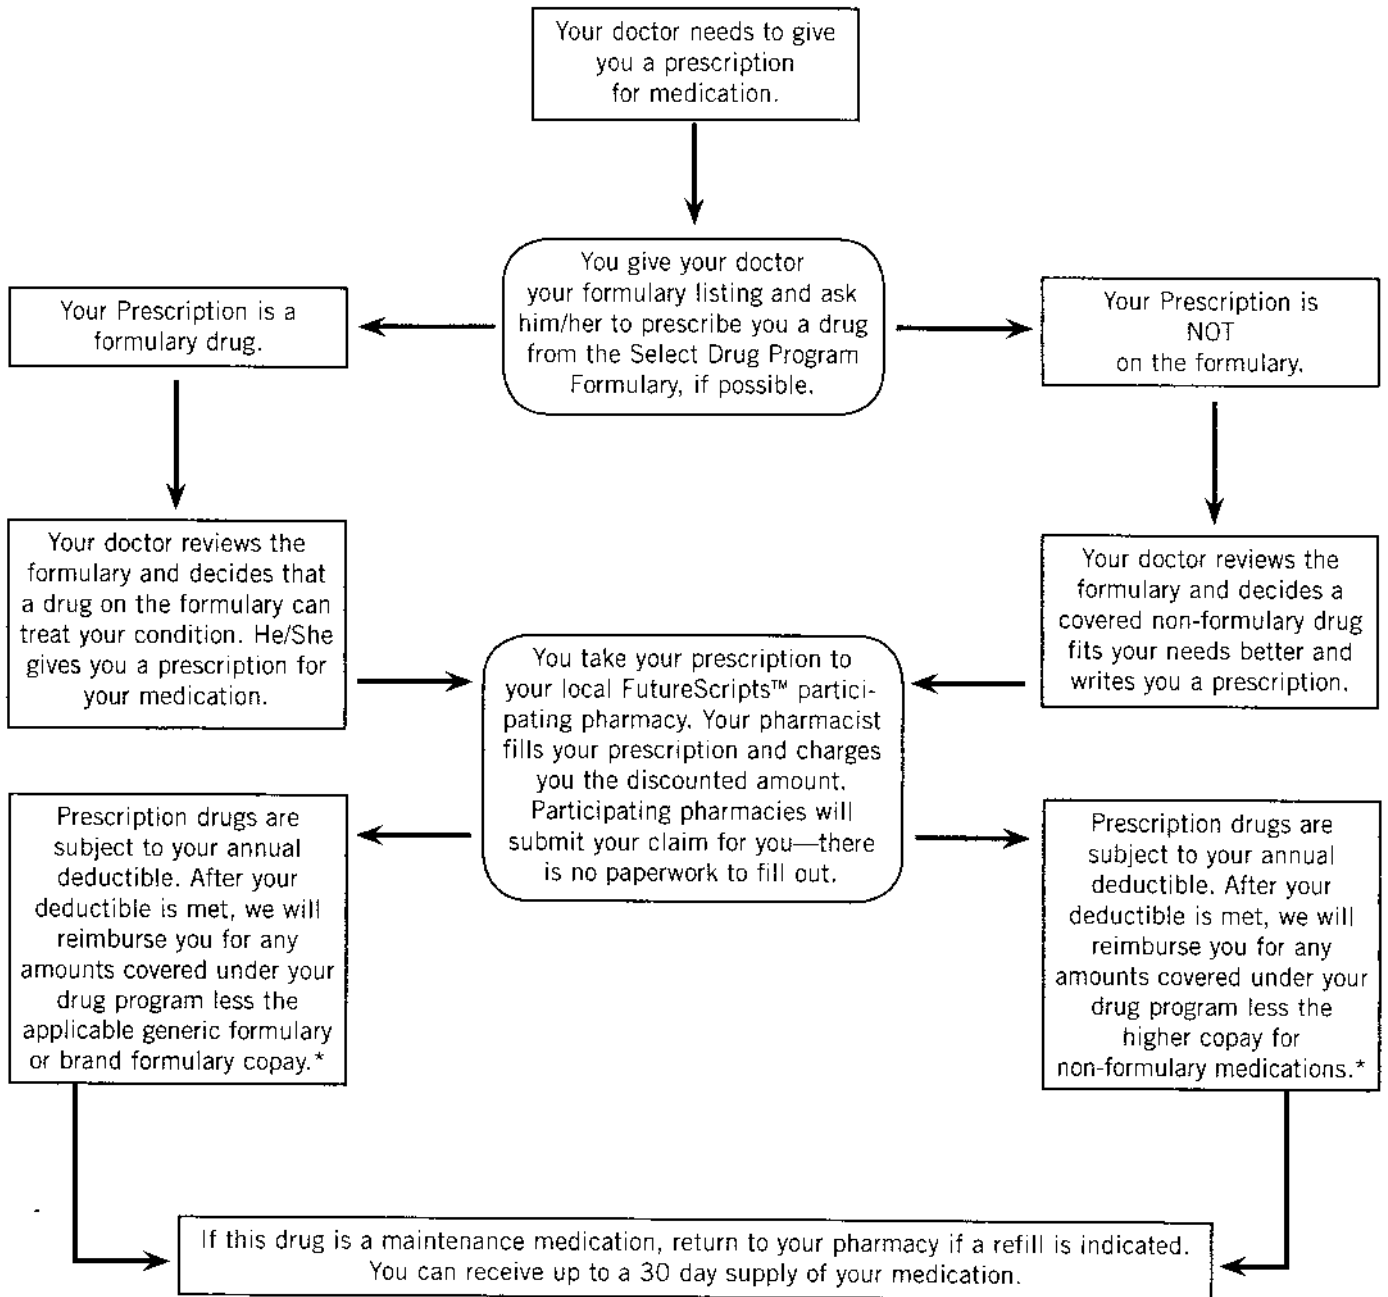 Your doctor needs to give
you a prescription
for medication.
You give your doctor
your formulary listing and ask
him/her to prescribe you a drug
from the Select Drug Program
Formulary, if possible.
Your Prescription is a
formulary drug.
Your Prescription is
NOT
on the formulary.
Your doctor reviews the
formulary and decides that
a drug on the formulary can
treat your condition. He/She
gives you a prescription for
your medication.
Your doctor reviews the
formulary and decides a
covered non-formulary drug
fits your needs better and
writes you a prescription.
You take your prescription to
your local FutureScripts™ partici-
pating pharmacy. Your pharmacist
fills your prescription and charges
you the discounted amount.
Participating pharmacies will
submit your claim for you—there
is no paperwork to fill out.
Prescription drugs are
subject to your annual
deductible. After your
deductible is met, we will
reimburse you for any
amounts covered under your
drug program less the
applicable generic formulary
or brand formulary copay.*
Prescription drugs are
subject to your annual
deductible. After your
deductible is met, we will
reimburse you for any
amounts covered under your
drug program less the
higher copay for
non-formulary medications.*
If this drug is a maintenance medication, return to your pharmacy if a refill is indicated.
You can receive up to a 30 day supply of your medication.